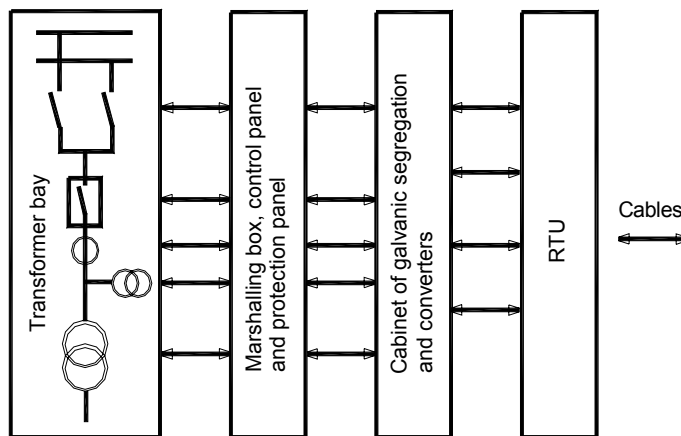 Transformer bay
Marshalling box, control panel
and protection panel
Cabinet of galvanic segregation
and converters
RTU
Cables